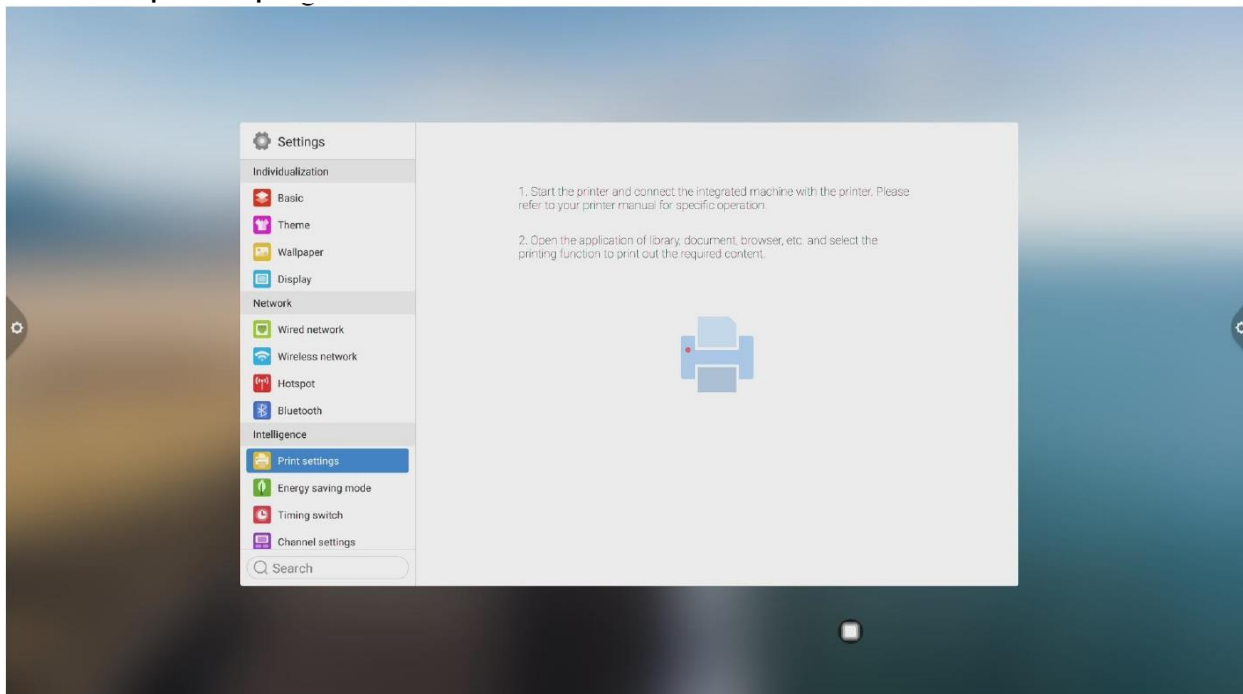 Settings
Individualization
Basic
Theme
Wallpaper
Display
Network
Wired network
Wireless network
Hotspot
Bluetooth
Intelligence
Print settings
Energy saving mode
Timing switch
Channel settings
Search
1. Start the printer and connect the integrated machine with the printer. Please
refer to your printer manual for specific operation.
2. Open the application of library, document, browser, etc. and select the
printing function to print out the required content.